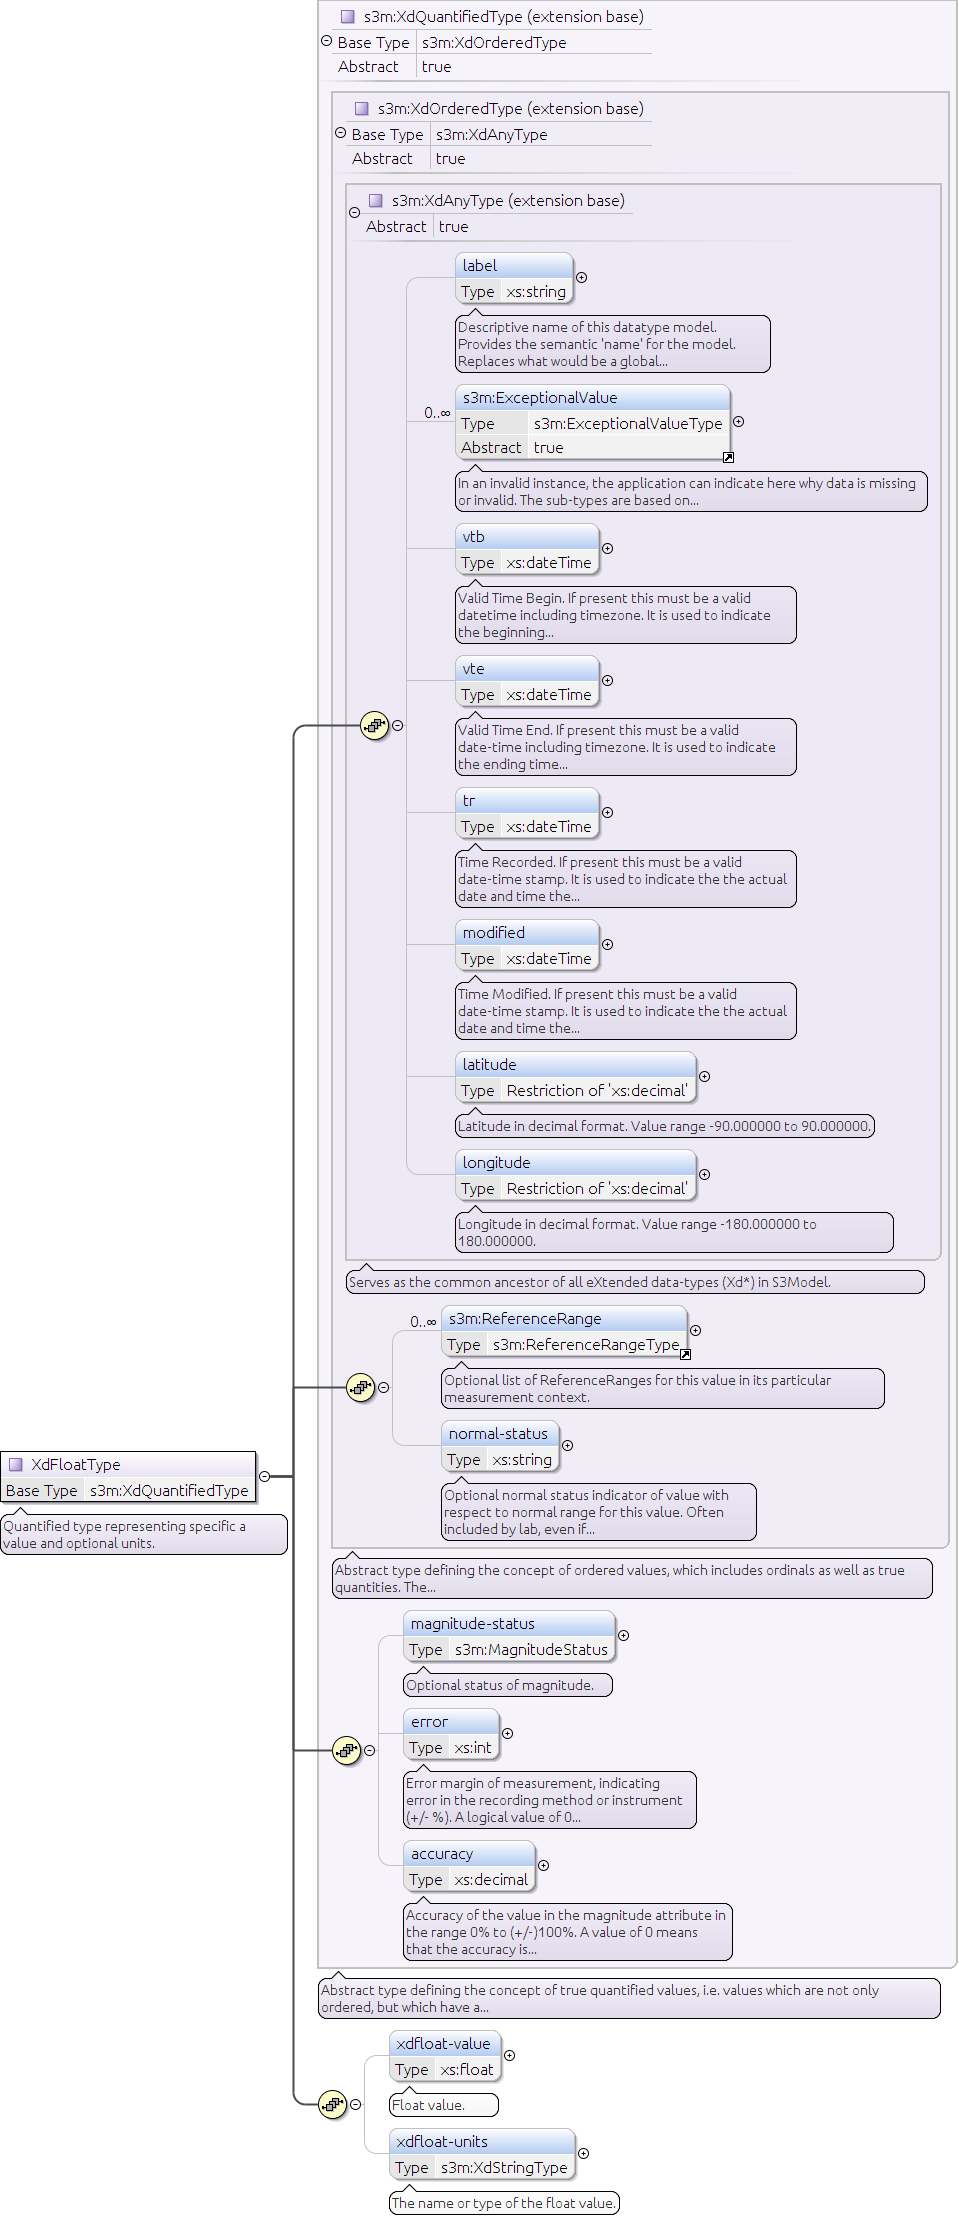 s3m:XdQuantifiedType (extension base)
Base Type s3m:XdOrderedType
Abstract true
s3m:XdOrderedType (extension base)
Base Type s3m:XdAnyType
Abstract true
s3m:XdAnyType (extension base)
Abstract true
label
Type xs:string
Descriptive name of this datatype model.
Provides the semantic 'name' for the model.
Replaces what would be a global...
0..∞
s3m:ExceptionalValue
Type s3m:ExceptionalValueType
Abstract true
In an invalid instance, the application can indicate here why data is missing
or invalid. The sub-types are based on...
vtb
Type xs:dateTime
Valid Time Begin. If present this must be a valid
datetime including timezone. It is used to indicate
the beginning...
vte
Type xs:dateTime
Valid Time End. If present this must be a valid
date-time including timezone. It is used to indicate
the ending time...
tr
Type xs:dateTime
Time Recorded. If present this must be a valid
date-time stamp. It is used to indicate the the actual
date and time the...
modified
Type xs:dateTime
Time Modified. If present this must be a valid
date-time stamp. It is used to indicate the the actual
date and time the...
latitude
Type Restriction of 'xs:decimal'
Latitude in decimal format. Value range -90.000000 to 90.000000.
longitude
Type Restriction of 'xs:decimal'
Longitude in decimal format. Value range -180.000000 to
180.000000.
Serves as the common ancestor of all eXtended data-types (Xd*) in S3Model.
0..∞
s3m:ReferenceRange
Type s3m:ReferenceRangeType
Optional list of ReferenceRanges for this value in its particular
measurement context.
normal-status
Type xs:string
Optional normal status indicator of value with
respect to normal range for this value. Often
included by lab, even if...
XdFloatType
Base Type s3m:XdQuantifiedType
Quantified type representing specific a
value and optional units.
Abstract type defining the concept of ordered values, which includes ordinals as well as true
quantities. The...
magnitude-status
Type s3m:MagnitudeStatus
Optional status of magnitude.
error
Type xs:int
Error margin of measurement, indicating
error in the recording method or instrument
(+/- %). A logical value of 0...
accuracy
Type xs:decimal
Accuracy of the value in the magnitude attribute in
the range 0% to (+/-)100%. A value of 0 means
that the accuracy is...
Abstract type defining the concept of true quantified values, i.e. values which are not only
ordered, but which have a...
xdfloat-value
Type xs:float
Float value.
xdfloat-units
Type s3m:XdStringType
The name or type of the float value.